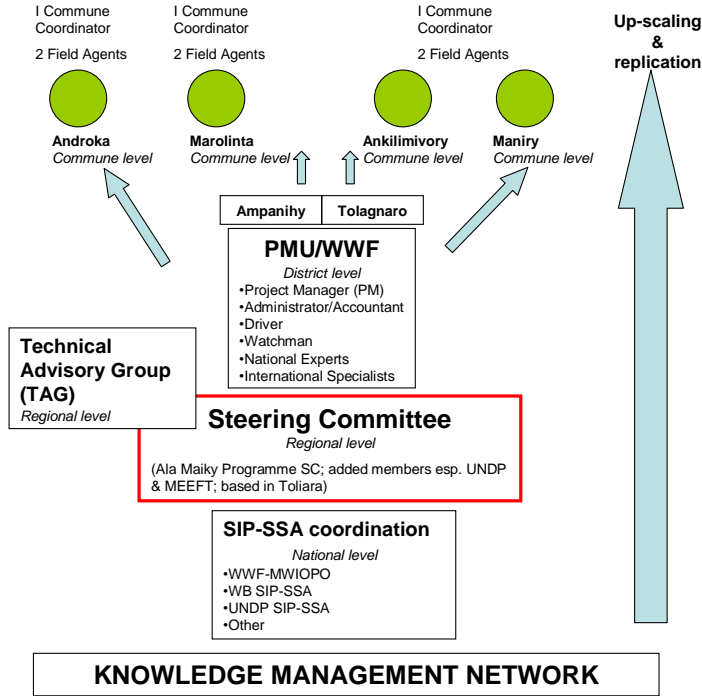 I Commune
Coordinator
2 Field Agents
I Commune
Coordinator
2 Field Agents
I Commune
Coordinator
2 Field Agents
Up-scaling
&
replication
Androka
Commune level
Marolinta
Commune level
Ankilimivory
Commune level
Maniry
Commune level
Ampanihy
Tolagnaro
PMU/WWF
District level
•Project Manager (PM)
•Administrator/Accountant
•Driver
•Watchman
•National Experts
•International Specialists
Technical
Advisory Group
(TAG)
Regional level
Steering Committee
Regional level
(Ala Maiky Programme SC; added members esp. UNDP
& MEEFT; based in Toliara)
SIP-SSA coordination
National level
•WWF-MWIOPO
•WB SIP-SSA
•UNDP SIP-SSA
•Other
KNOWLEDGE MANAGEMENT NETWORK